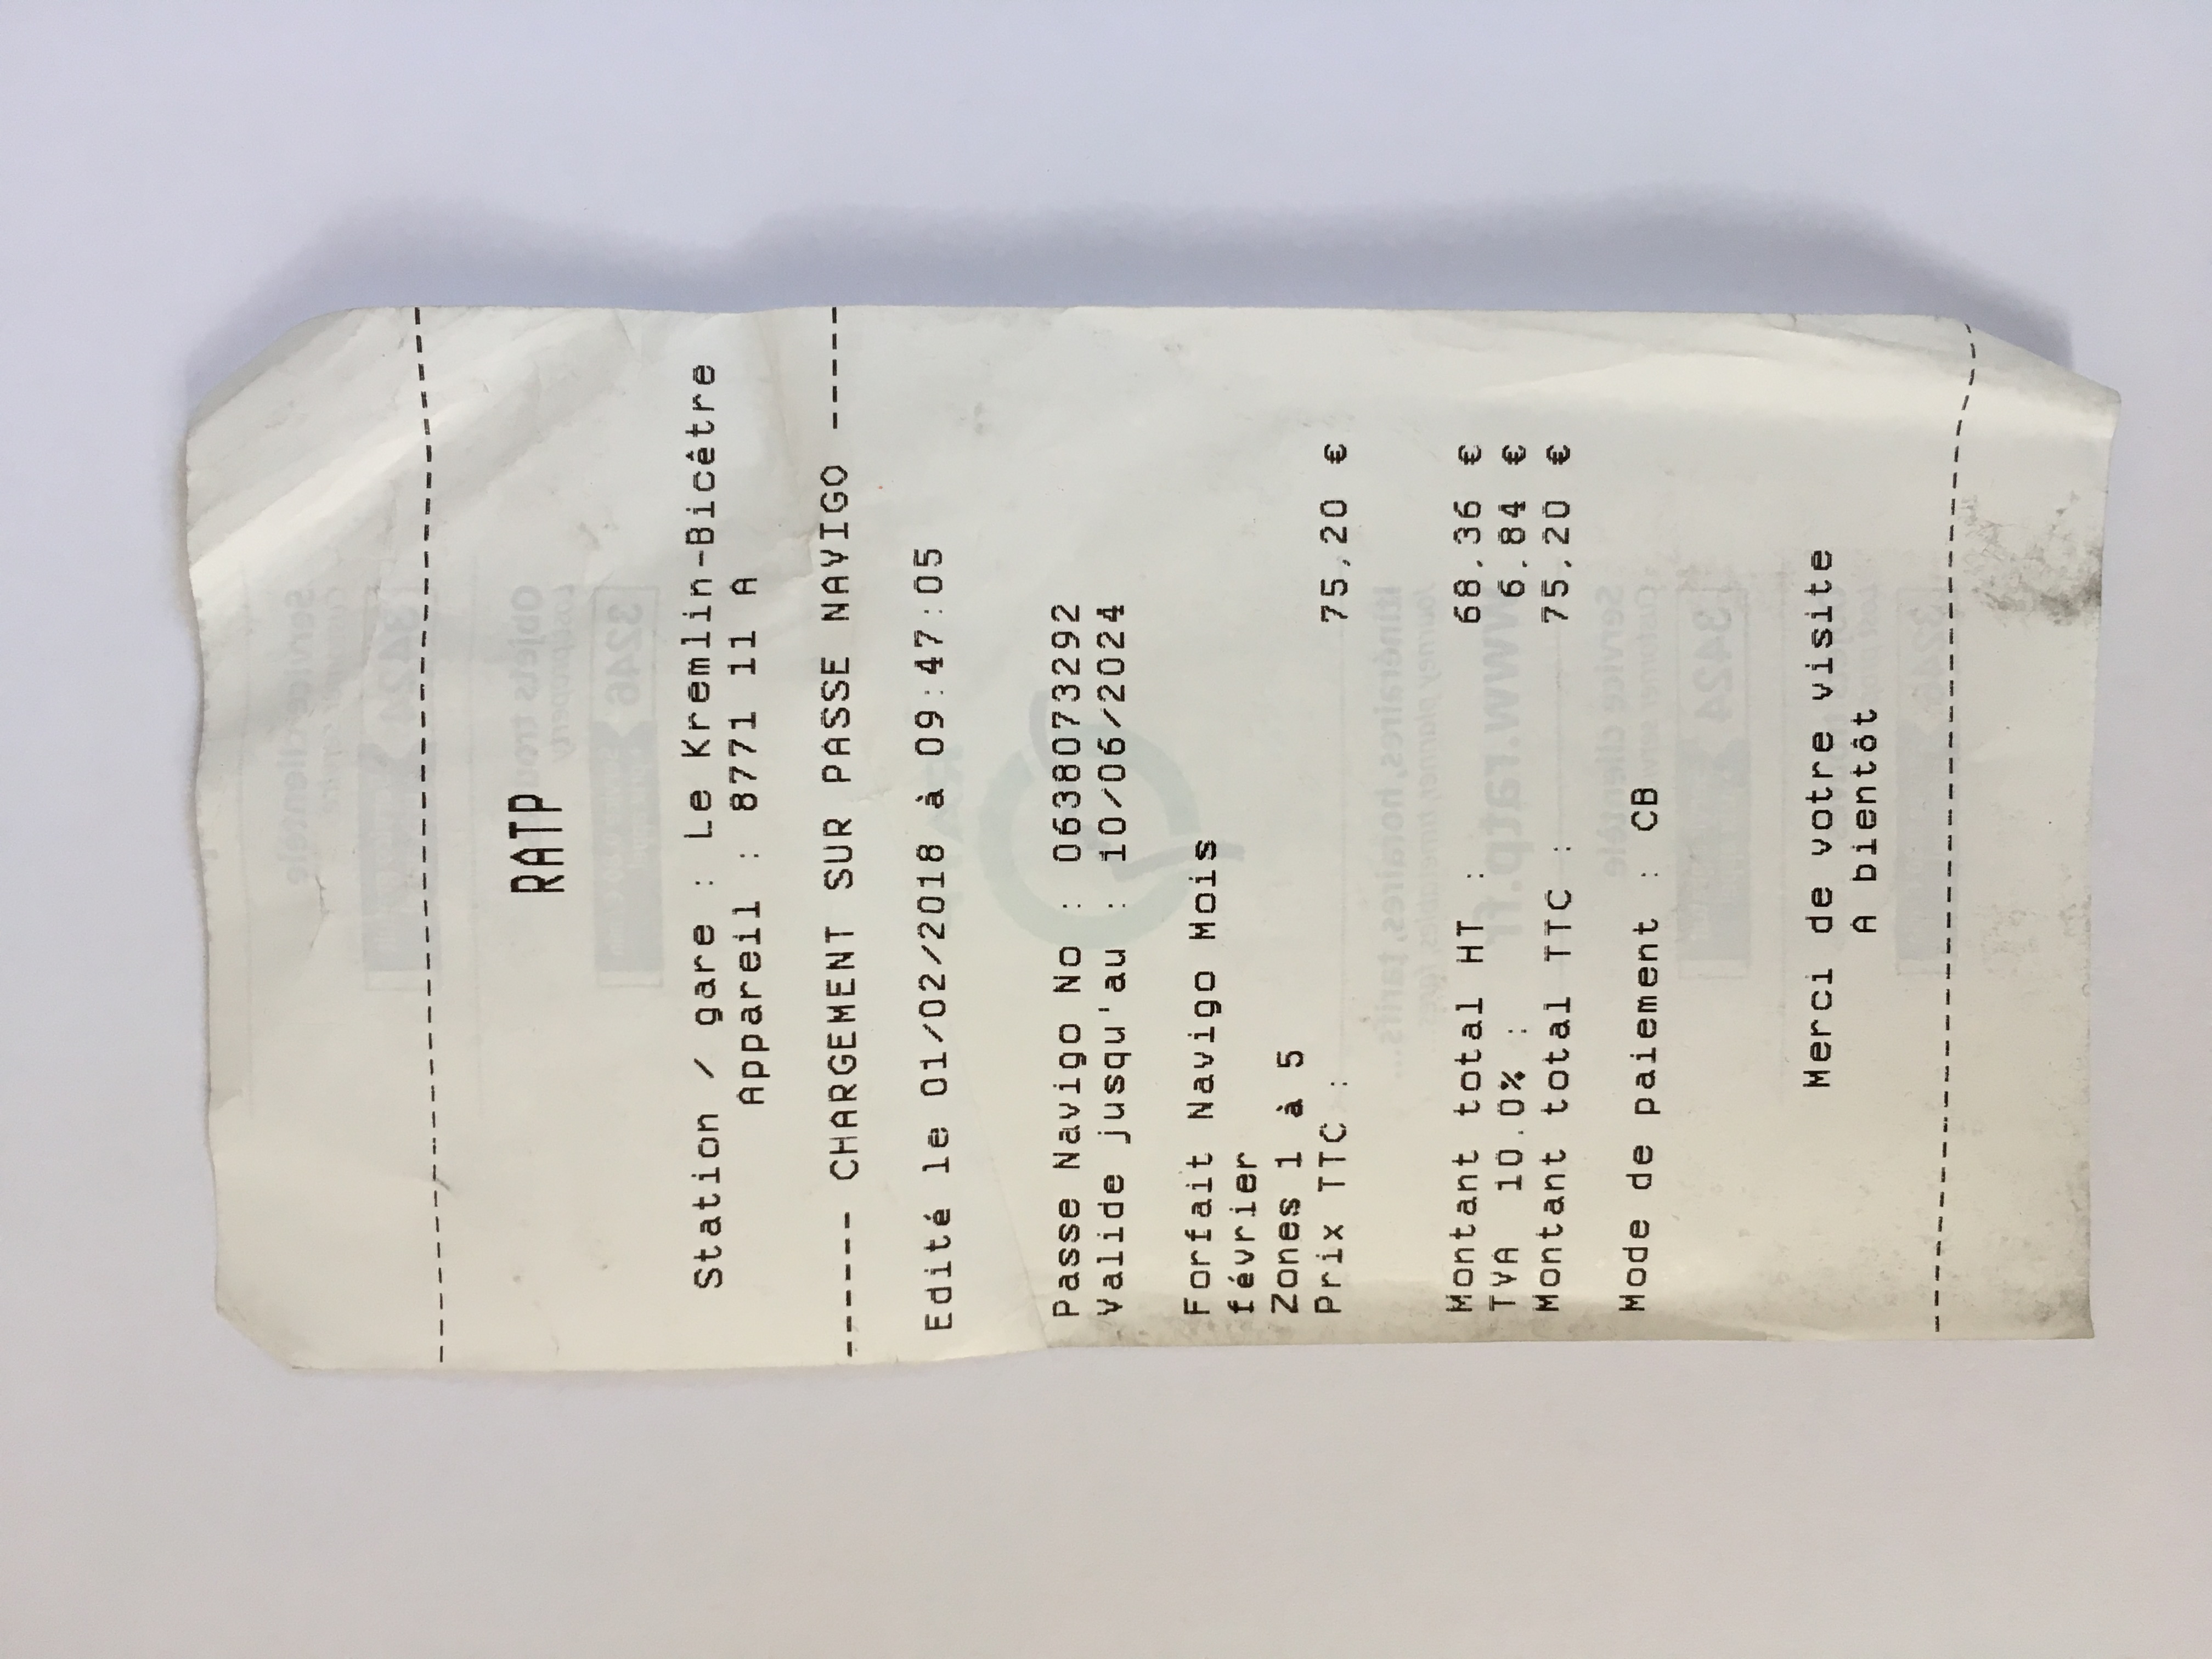 RATP
Station / gare : Le Kremlin-Bicêtre
Appareil : 8771 11 A
------ CHARGEMENT SUR PASSE NAVIGO -----
Edité le 01/02/2018 à 09:47:05
Passe Navigo No : 0638073292
Valide jusqu'au : 10/06/2024
Forfait Navigo Mois
février
Zones 1 à 5
Prix TTC : 75,20 €
Montant total HT : 68.36 €
TVA 10.0% : 6.84 €
Montant total TTC : 75,20 €
Mode de paiement : CB
Merci de votre visite
A bientôt